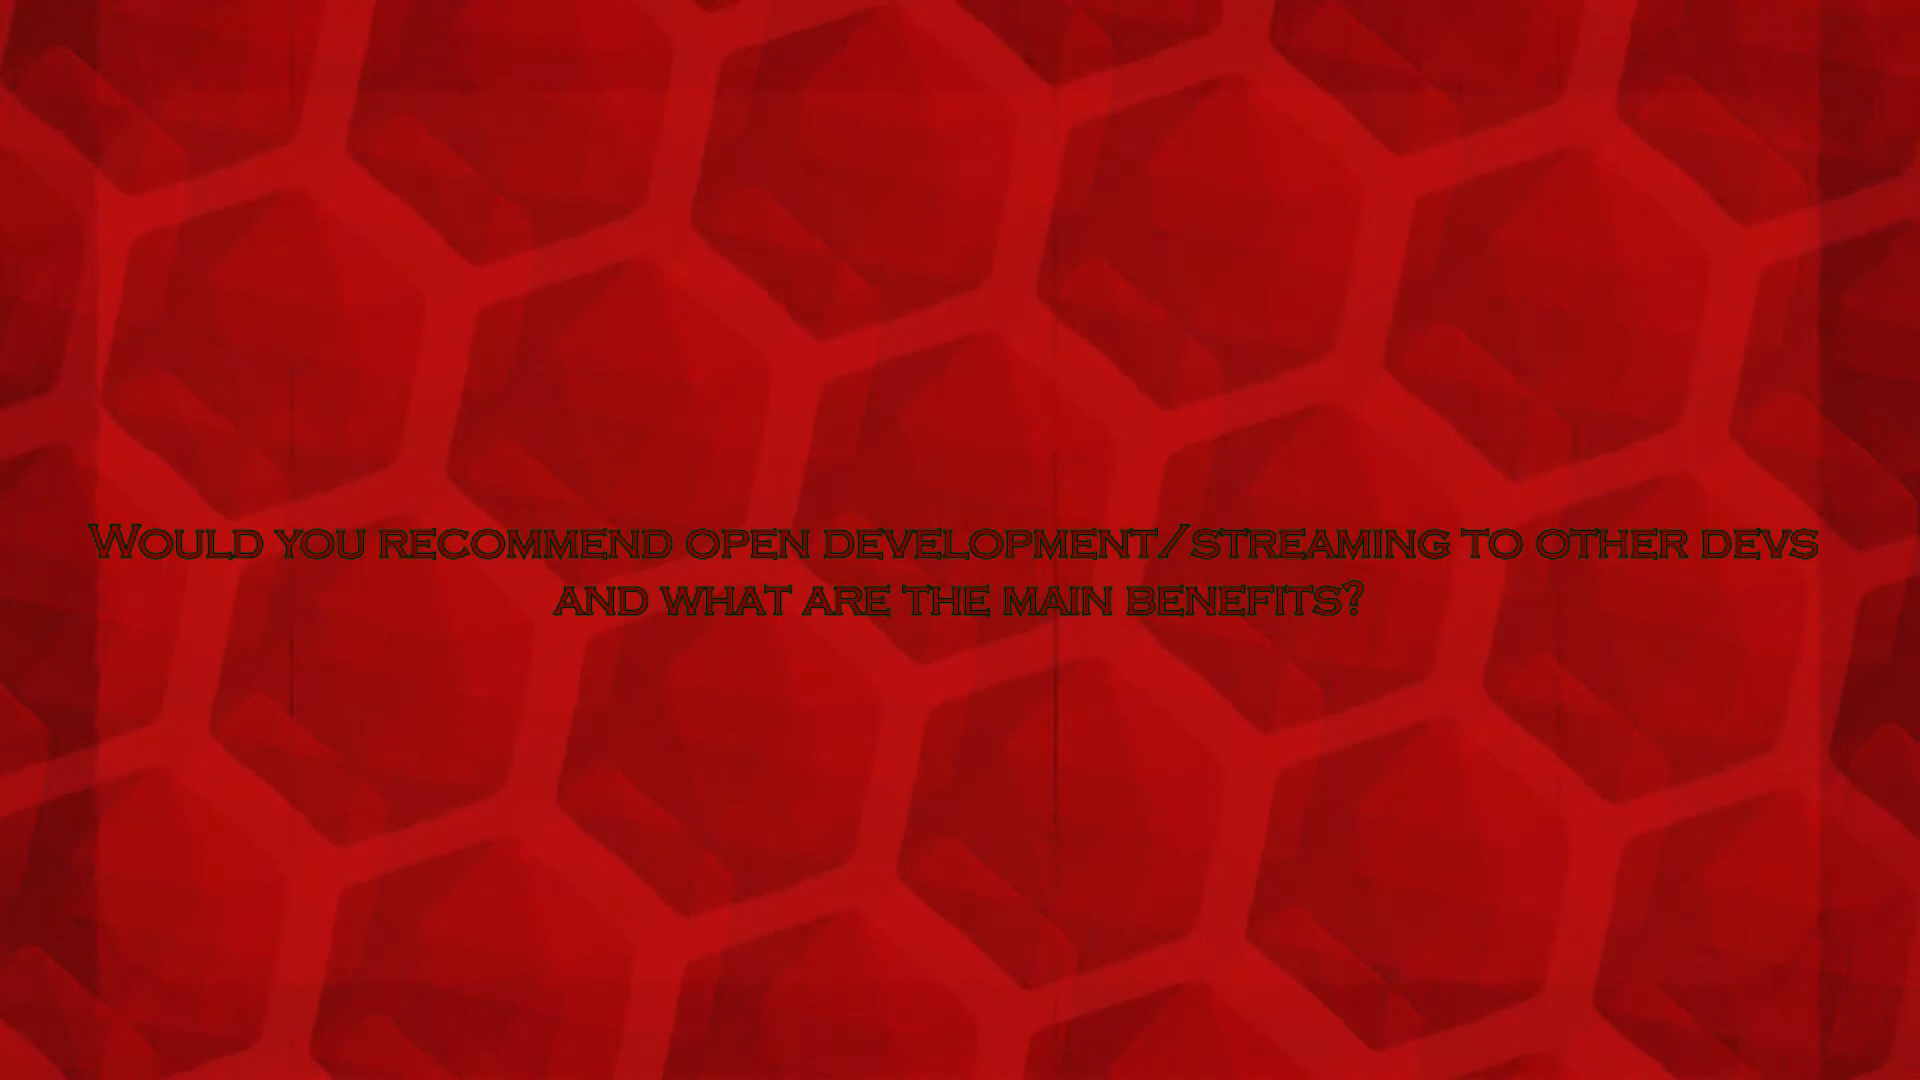 Would you recommend open development/streaming to other devs
and what are the main benefits?